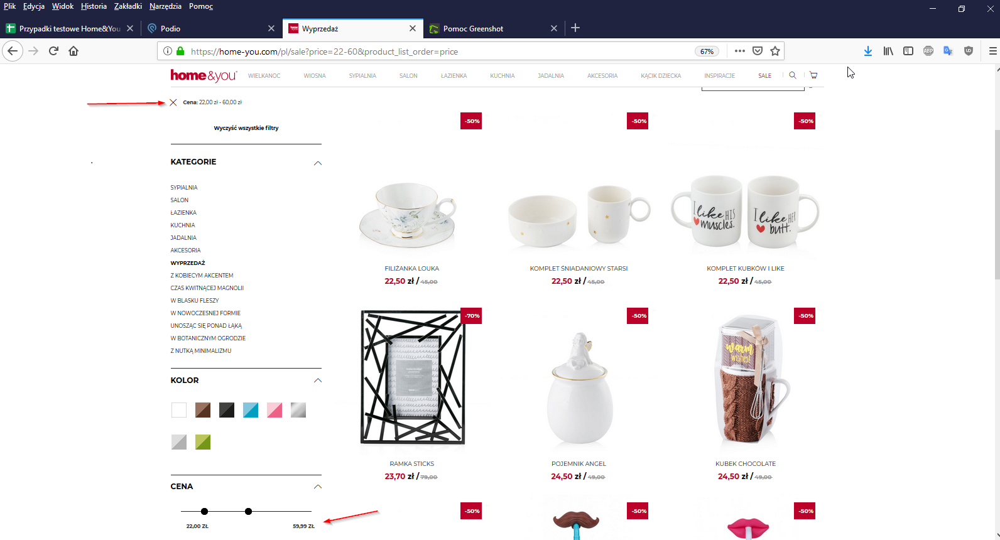 Plik Edycja Widok Historia Zakładki Narzędzia Pomoc
Przypadki testowe Home&You
Podio
Wyprzedaż
Pomoc Greenshot
https://home-you.com/pl/sale?price=22-60&product_list_order=price
67%
ABP
home&you
WIELKANOC WIOSNA SYPIALNIA SALON ŁAZIENKA KUCHNIA JADALNIA AKCESORIA KĄCIK DZIECKA INSPIRACJE SALE
Cena: 22,00 zł - 60,00 zł
Wyczyść wszystkie filtry
KATEGORIE
SYPIALNIA
SALON
ŁAZIENKA
KUCHNIA
JADALNIA
AKCESORIA
WYPRZEDAŻ
Z KOBIECYM AKCENTEM
CZAS KWITNĄCEJ MAGNOLII
W BLASKU FLESZY
W NOWOCZESNEJ FORMIE
UNOSZĄC SIĘ PONAD ŁĄKĄ
W BOTANICZNYM OGRODZIE
Z NUTKĄ MINIMALIZMU
KOLOR
CENA
22,00 ZŁ 59,99 ZŁ
-50% -50% -50%
I like HIS
muscles.
I like HER
butt.
FILIŻANKA LOUKA
22,50 zł / 45,00
KOMPLET ŚNIADANIOWY STARSI
22,50 zł / 45,00
KOMPLET KUBKÓW I LIKE
22,50 zł / 45,00
-70% -50% -50%
warm
wishes!
RAMKA STICKS
23,70 zł / 79,00
POJEMNIK ANGEL
24,50 zł / 49,00
KUBEK CHOCOLATE
24,50 zł / 49,00
-50% -50% -50%